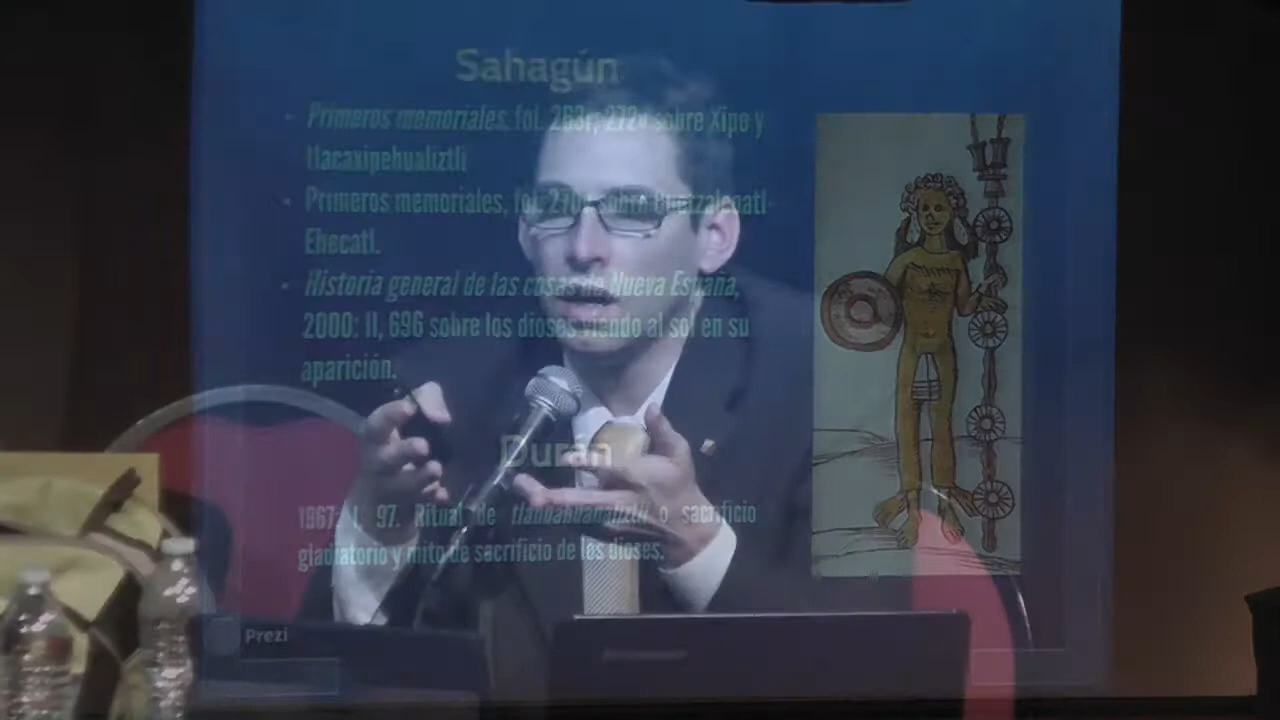 Sahagún
• Primeros memoriales, fol. 263r, 272v sobre Xipe y
tlacaxipehualiztli
• Primeros memoriales, fol. sobre Quetzalcoatl-
Ehecatl.
• Historia general de las cosas de Nueva España,
2000: II, 696 sobre los dioses viendo al sol en su
aparición.
Durán
1967: I, 97. Ritual de tlauahuanaliztli o sacrificio
gladiatorio y mito de sacrificio de los dioses.
Prezi